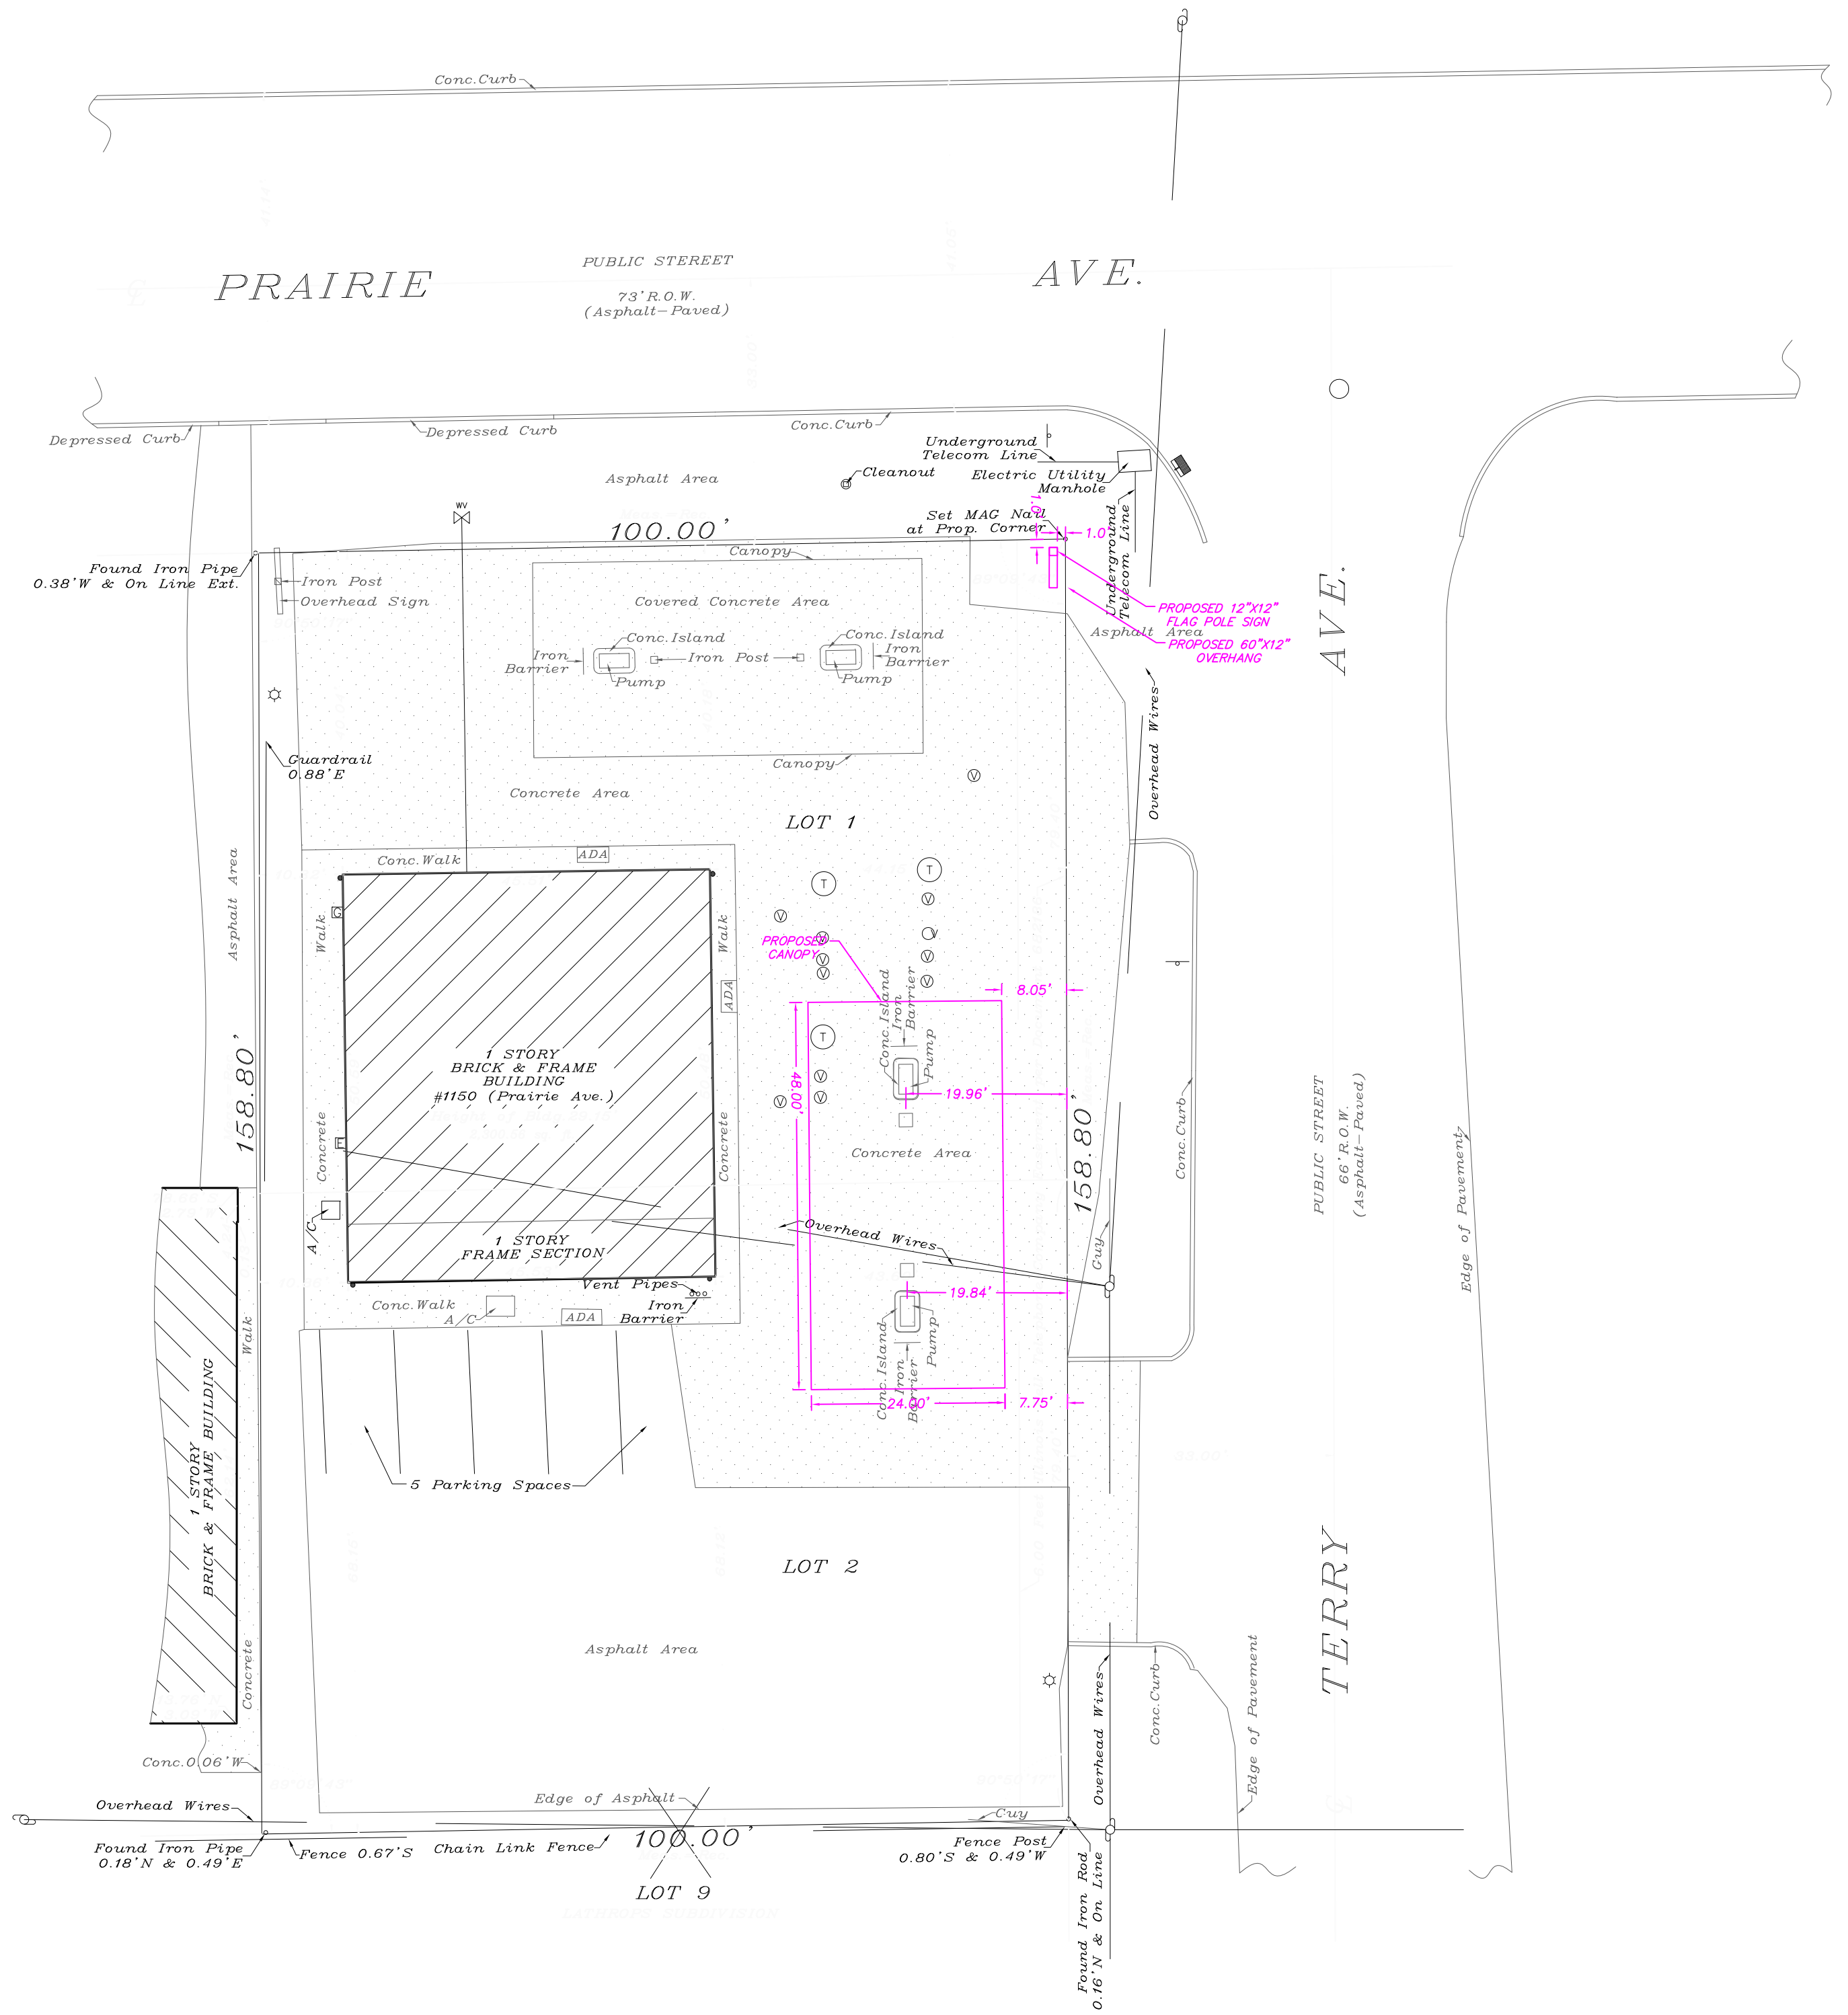 Conc.Curb
PUBLIC STEREET
PRAIRIE
AVE.
73'R.O.W.
(Asphalt-Paved)
Depressed Curb
Depressed Curb
Conc.Curb
Underground
Telecom Line
Cleanout
Electric Utility
Manhole
Asphalt Area
WV
Set MAG Nail
at Prop. Corner
1.0'
1.0'
100.00'
Underground
Telecom Line
Canopy
Found Iron Pipe
0.38'W & On Line Ext.
Iron Post
Overhead Sign
Covered Concrete Area
PROPOSED 12"X12"
FLAG POLE SIGN
Asphalt Area
PROPOSED 60"X12"
OVERHANG
Conc.Island
Conc.Island
Iron
Barrier
Iron Post
Iron
Barrier
Pump
Pump
AVE.
Overhead Wires
Guardrail
0.88'E
Canopy
Concrete Area
LOT 1
Conc.Walk
ADA
Asphalt Area
T
T
G
Walk
Walk
V
V
V
V
V
V
V
V
V
PROPOSED
CANOPY
ADA
Conc.Island
Iron
Barrier
8.05'
T
Pump
158.80'
1 STORY
BRICK & FRAME
BUILDING
#1150 (Prairie Ave.)
48.00'
V
V
V
19.96'
158.80'
Conc.Curb
PUBLIC STREET
66'R.O.W.
(Asphalt-Paved)
Edge of Pavement
E
Concrete
Concrete
Concrete Area
A/C
1 STORY
FRAME SECTION
Overhead Wires
Guy
Vent Pipes
Iron
Barrier
19.84'
Conc.Walk
A/C
ADA
Walk
Conc.Island
Iron
Barrier
Pump
24.00'
7.75'
1 STORY
BRICK & FRAME BUILDING
5 Parking Spaces
LOT 2
TERRY
Concrete
Asphalt Area
Overhead Wires
Conc.Curb
Edge of Pavement
Conc.0.06'W
Edge of Asphalt
Overhead Wires
Guy
Found Iron Pipe
0.18'N & 0.49'E
Fence 0.67'S
Chain Link Fence
100.00'
Fence Post
0.80'S & 0.49'W
LOT 9
LATHROPS SUBDIVISION
Found Iron Rod
0.16'N & On Line